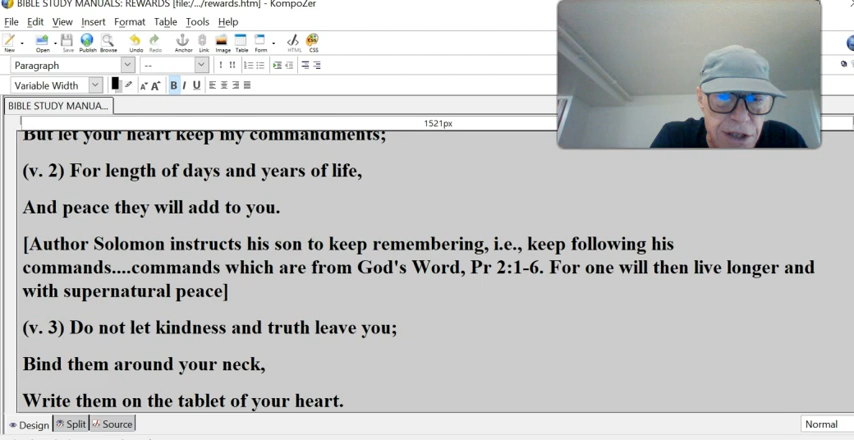 BIBLE STUDY MANUALS: REWARDS [file:/.../rewards.htm] - KompoZer
File Edit View Insert Format Table Tools Help
New Open Save Publish Browse Undo Redo Anchor Link Image Table Form HTML CSS
Paragraph --
Variable Width A A B I U
BIBLE STUDY MANUA...
1521px
But let your heart keep my commandments;
(v. 2) For length of days and years of life,
And peace they will add to you.
[Author Solomon instructs his son to keep remembering, i.e., keep following his
commands....commands which are from God's Word, Pr 2:1-6. For one will then live longer and
with supernatural peace]
(v. 3) Do not let kindness and truth leave you;
Bind them around your neck,
Write them on the tablet of your heart.
Design Split Source Normal